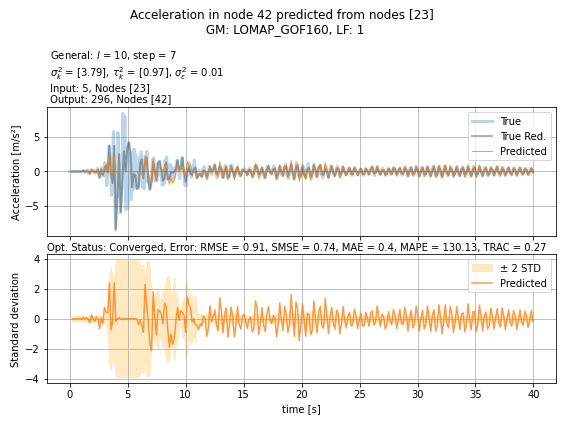 Acceleration in node 42 predicted from nodes [23]
GM: LOMAP_GOF160, LF: 1
General: l = 10, step = 7
σ²ₖ = [3.79], τ²ₖ = [0.97], σ²ε = 0.01
Input: 5, Nodes [23]
Output: 296, Nodes [42]
True
True Red.
Predicted
Acceleration [m/s²]
5
0
−5
Opt. Status: Converged, Error: RMSE = 0.91, SMSE = 0.74, MAE = 0.4, MAPE = 130.13, TRAC = 0.27
± 2 STD
Predicted
Standard deviation
4
2
0
−2
−4
0 5 10 15 20 25 30 35 40
time [s]